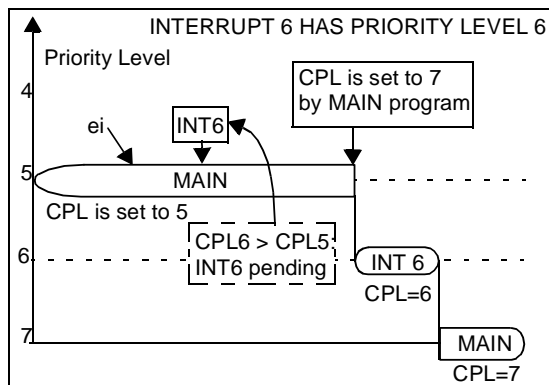 INTERRUPT 6 HAS PRIORITY LEVEL 6
Priority Level
4
CPL is set to 7
by MAIN program
ei
INT6
5
MAIN
CPL is set to 5
CPL6 > CPL5:
INT6 pending
6
INT 6
CPL=6
7
MAIN
CPL=7